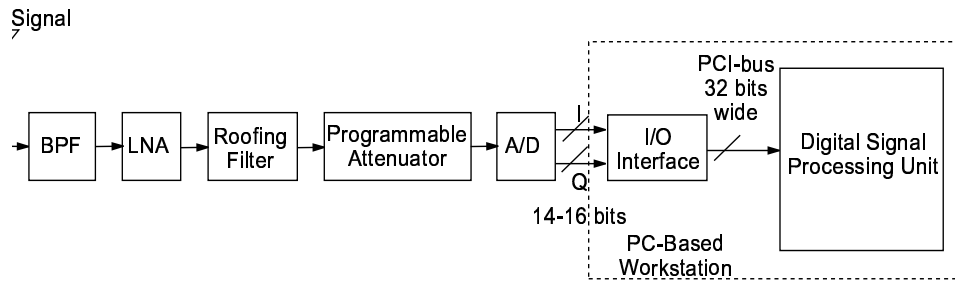 Signal
BPF
LNA
Roofing
Filter
Programmable
Attenuator
A/D
I
Q
14-16 bits
I/O
Interface
PCI-bus
32 bits
wide
Digital Signal
Processing Unit
PC-Based
Workstation